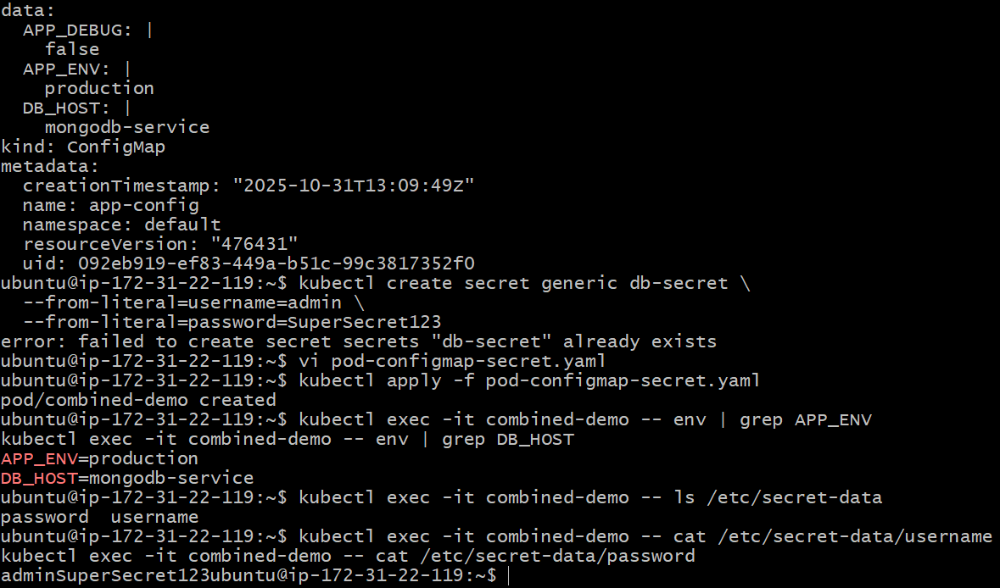 data:
  APP_DEBUG: |
    false
  APP_ENV: |
    production
  DB_HOST: |
    mongodb-service
kind: ConfigMap
metadata:
  creationTimestamp: "2025-10-31T13:09:49Z"
  name: app-config
  namespace: default
  resourceVersion: "476431"
  uid: 092eb919-ef83-449a-b51c-99c3817352f0
ubuntu@ip-172-31-22-119:~$ kubectl create secret generic db-secret \
  --from-literal=username=admin \
  --from-literal=password=SuperSecret123
error: failed to create secret secrets "db-secret" already exists
ubuntu@ip-172-31-22-119:~$ vi pod-configmap-secret.yaml
ubuntu@ip-172-31-22-119:~$ kubectl apply -f pod-configmap-secret.yaml
pod/combined-demo created
ubuntu@ip-172-31-22-119:~$ kubectl exec -it combined-demo -- env | grep APP_ENV
kubectl exec -it combined-demo -- env | grep DB_HOST
APP_ENV=production
DB_HOST=mongodb-service
ubuntu@ip-172-31-22-119:~$ kubectl exec -it combined-demo -- ls /etc/secret-data
password  username
ubuntu@ip-172-31-22-119:~$ kubectl exec -it combined-demo -- cat /etc/secret-data/username
kubectl exec -it combined-demo -- cat /etc/secret-data/password
adminSuperSecret123ubuntu@ip-172-31-22-119:~$